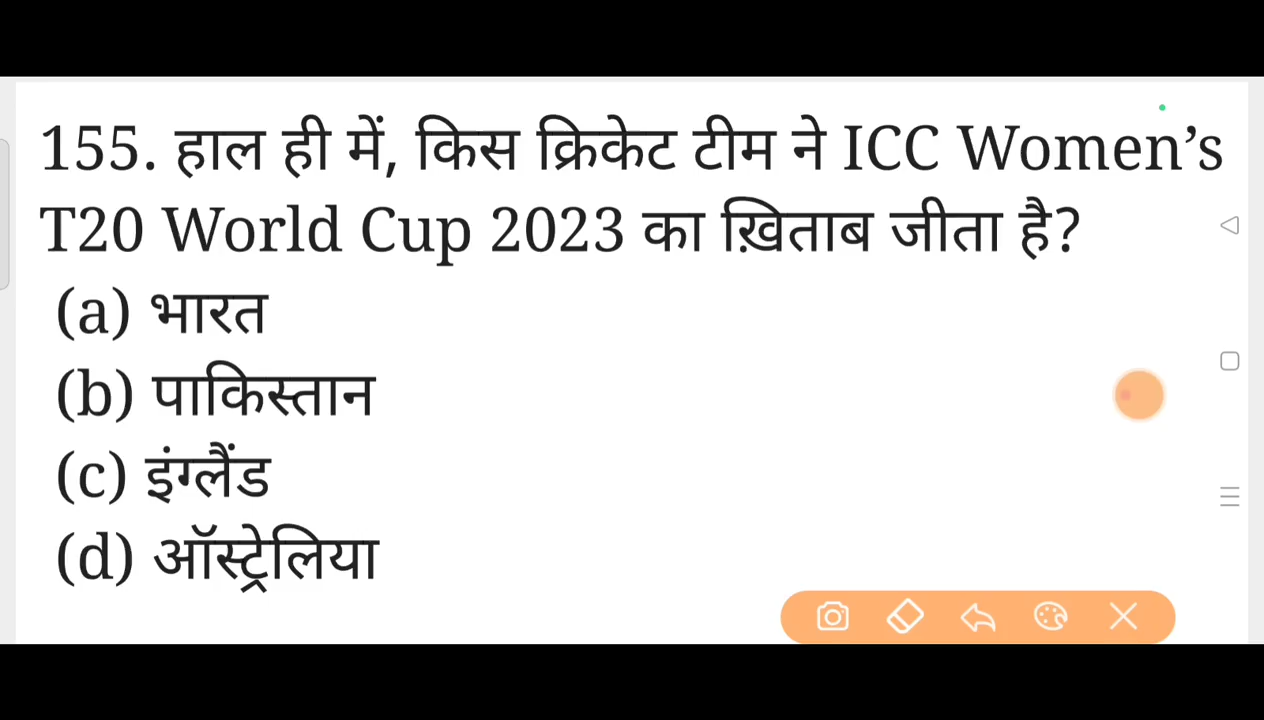 155. हाल ही में, किस क्रिकेट टीम ने ICC Women’s
T20 World Cup 2023 का ख़िताब जीता है?
(a) भारत
(b) पाकिस्तान
(c) इंग्लैंड
(d) ऑस्ट्रेलिया